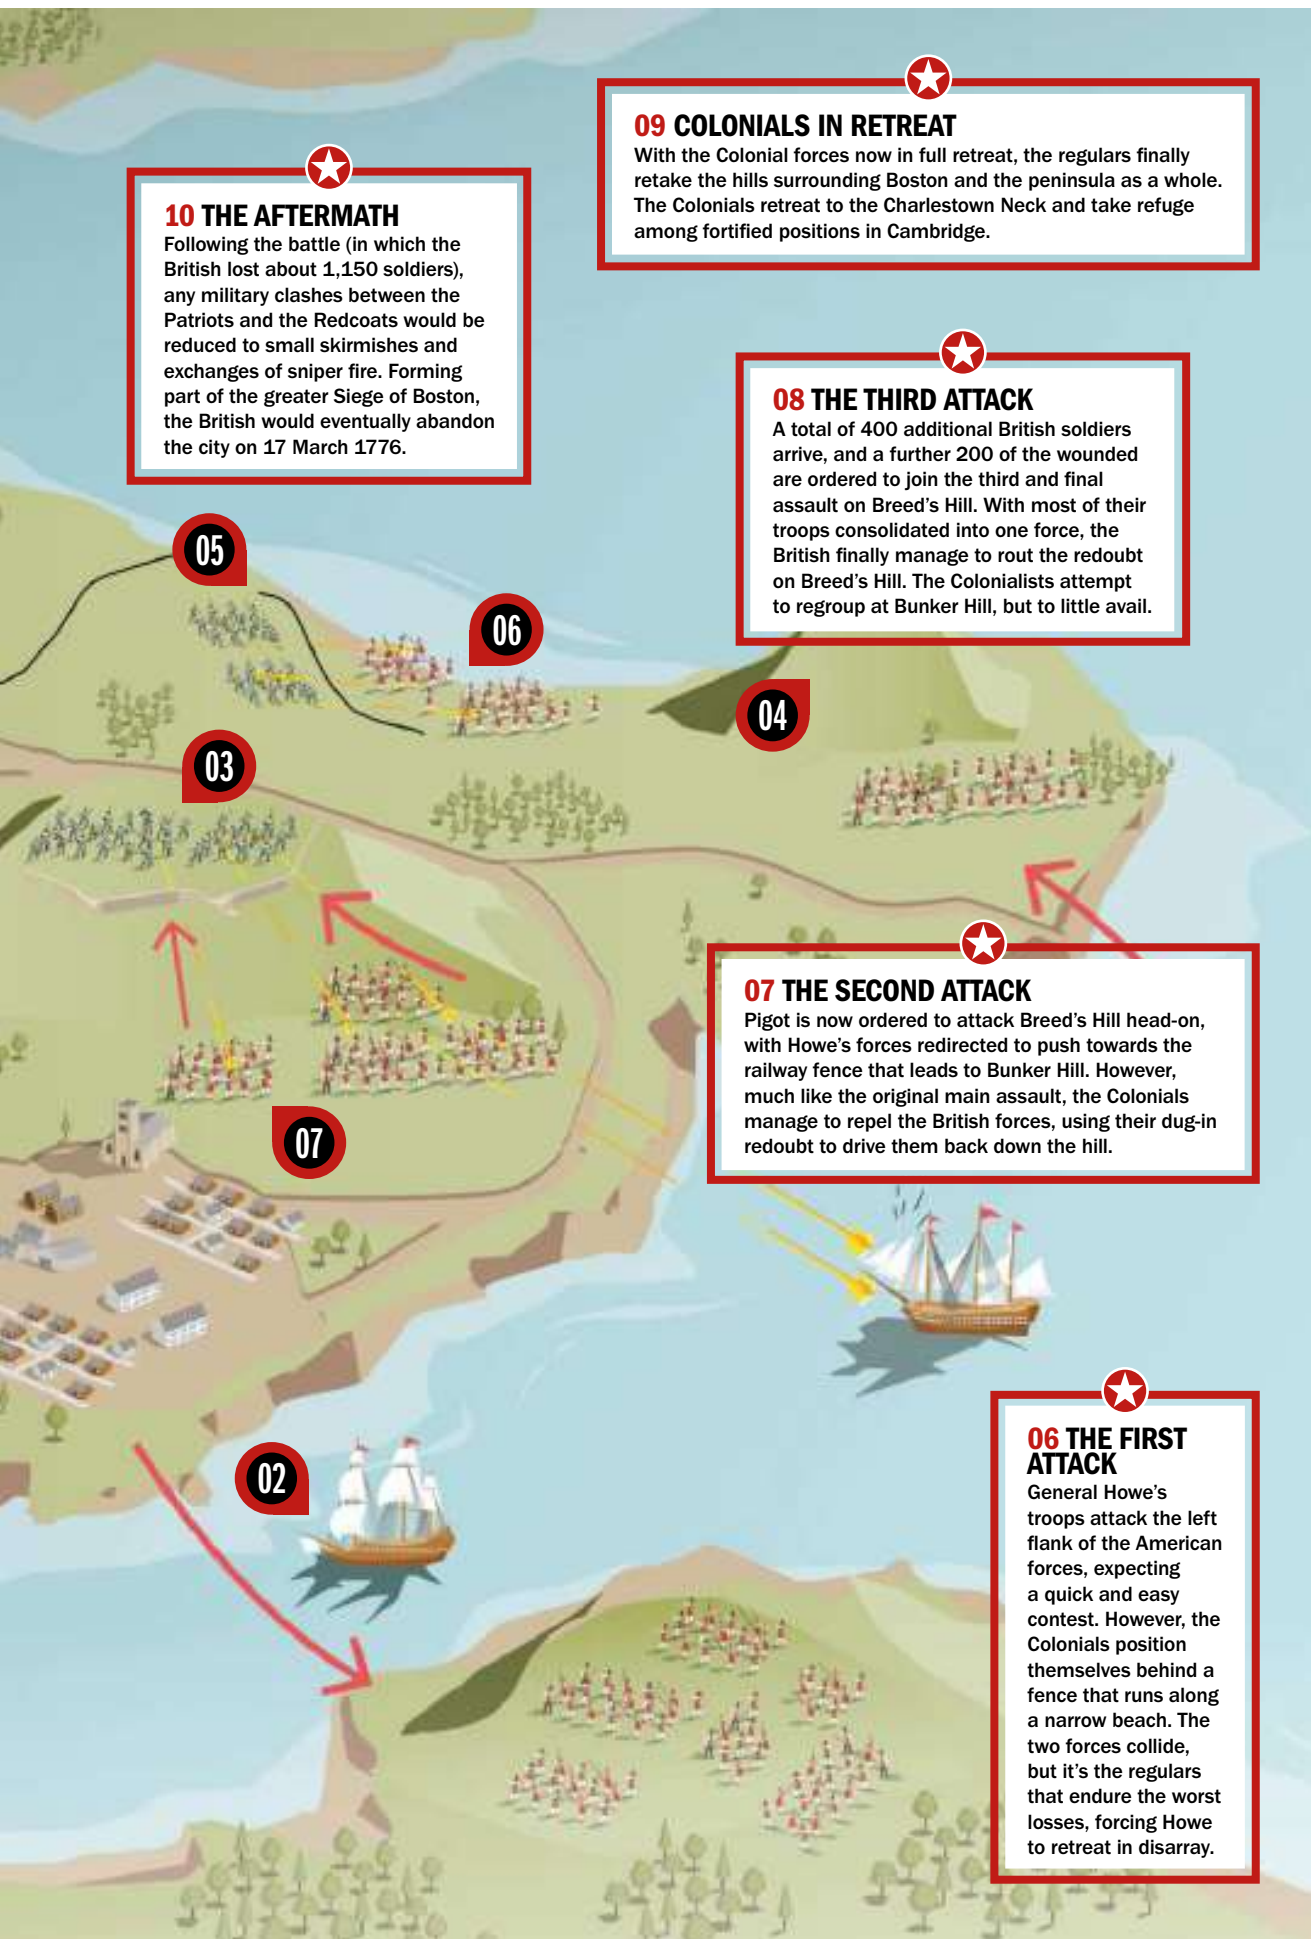 09 COLONIALS IN RETREAT
With the Colonial forces now in full retreat, the regulars finally
retake the hills surrounding Boston and the peninsula as a whole.
The Colonials retreat to the Charlestown Neck and take refuge
among fortified positions in Cambridge.
10 THE AFTERMATH
Following the battle (in which the
British lost about 1,150 soldiers),
any military clashes between the
Patriots and the Redcoats would be
reduced to small skirmishes and
exchanges of sniper fire. Forming
part of the greater Siege of Boston,
the British would eventually abandon
the city on 17 March 1776.
08 THE THIRD ATTACK
A total of 400 additional British soldiers
arrive, and a further 200 of the wounded
are ordered to join the third and final
assault on Breed's Hill. With most of their
troops consolidated into one force, the
British finally manage to rout the redoubt
on Breed's Hill. The Colonialists attempt
to regroup at Bunker Hill, but to little avail.
05
06
04
03
07 THE SECOND ATTACK
Pigot is now ordered to attack Breed's Hill head-on,
with Howe's forces redirected to push towards the
railway fence that leads to Bunker Hill. However,
much like the original main assault, the Colonials
manage to repel the British forces, using their dug-in
redoubt to drive them back down the hill.
07
02
06 THE FIRST
ATTACK
General Howe's
troops attack the left
flank of the American
forces, expecting
a quick and easy
contest. However, the
Colonials position
themselves behind a
fence that runs along
a narrow beach. The
two forces collide,
but it's the regulars
that endure the worst
losses, forcing Howe
to retreat in disarray.